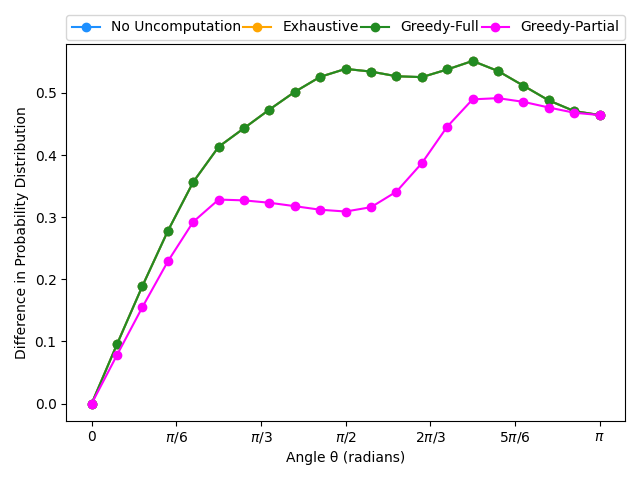 No Uncomputation Exhaustive Greedy-Full Greedy-Partial
Difference in Probability Distribution
0.5
0.4
0.3
0.2
0.1
0.0
0 π/6 π/3 π/2 2π/3 5π/6 π
Angle θ (radians)